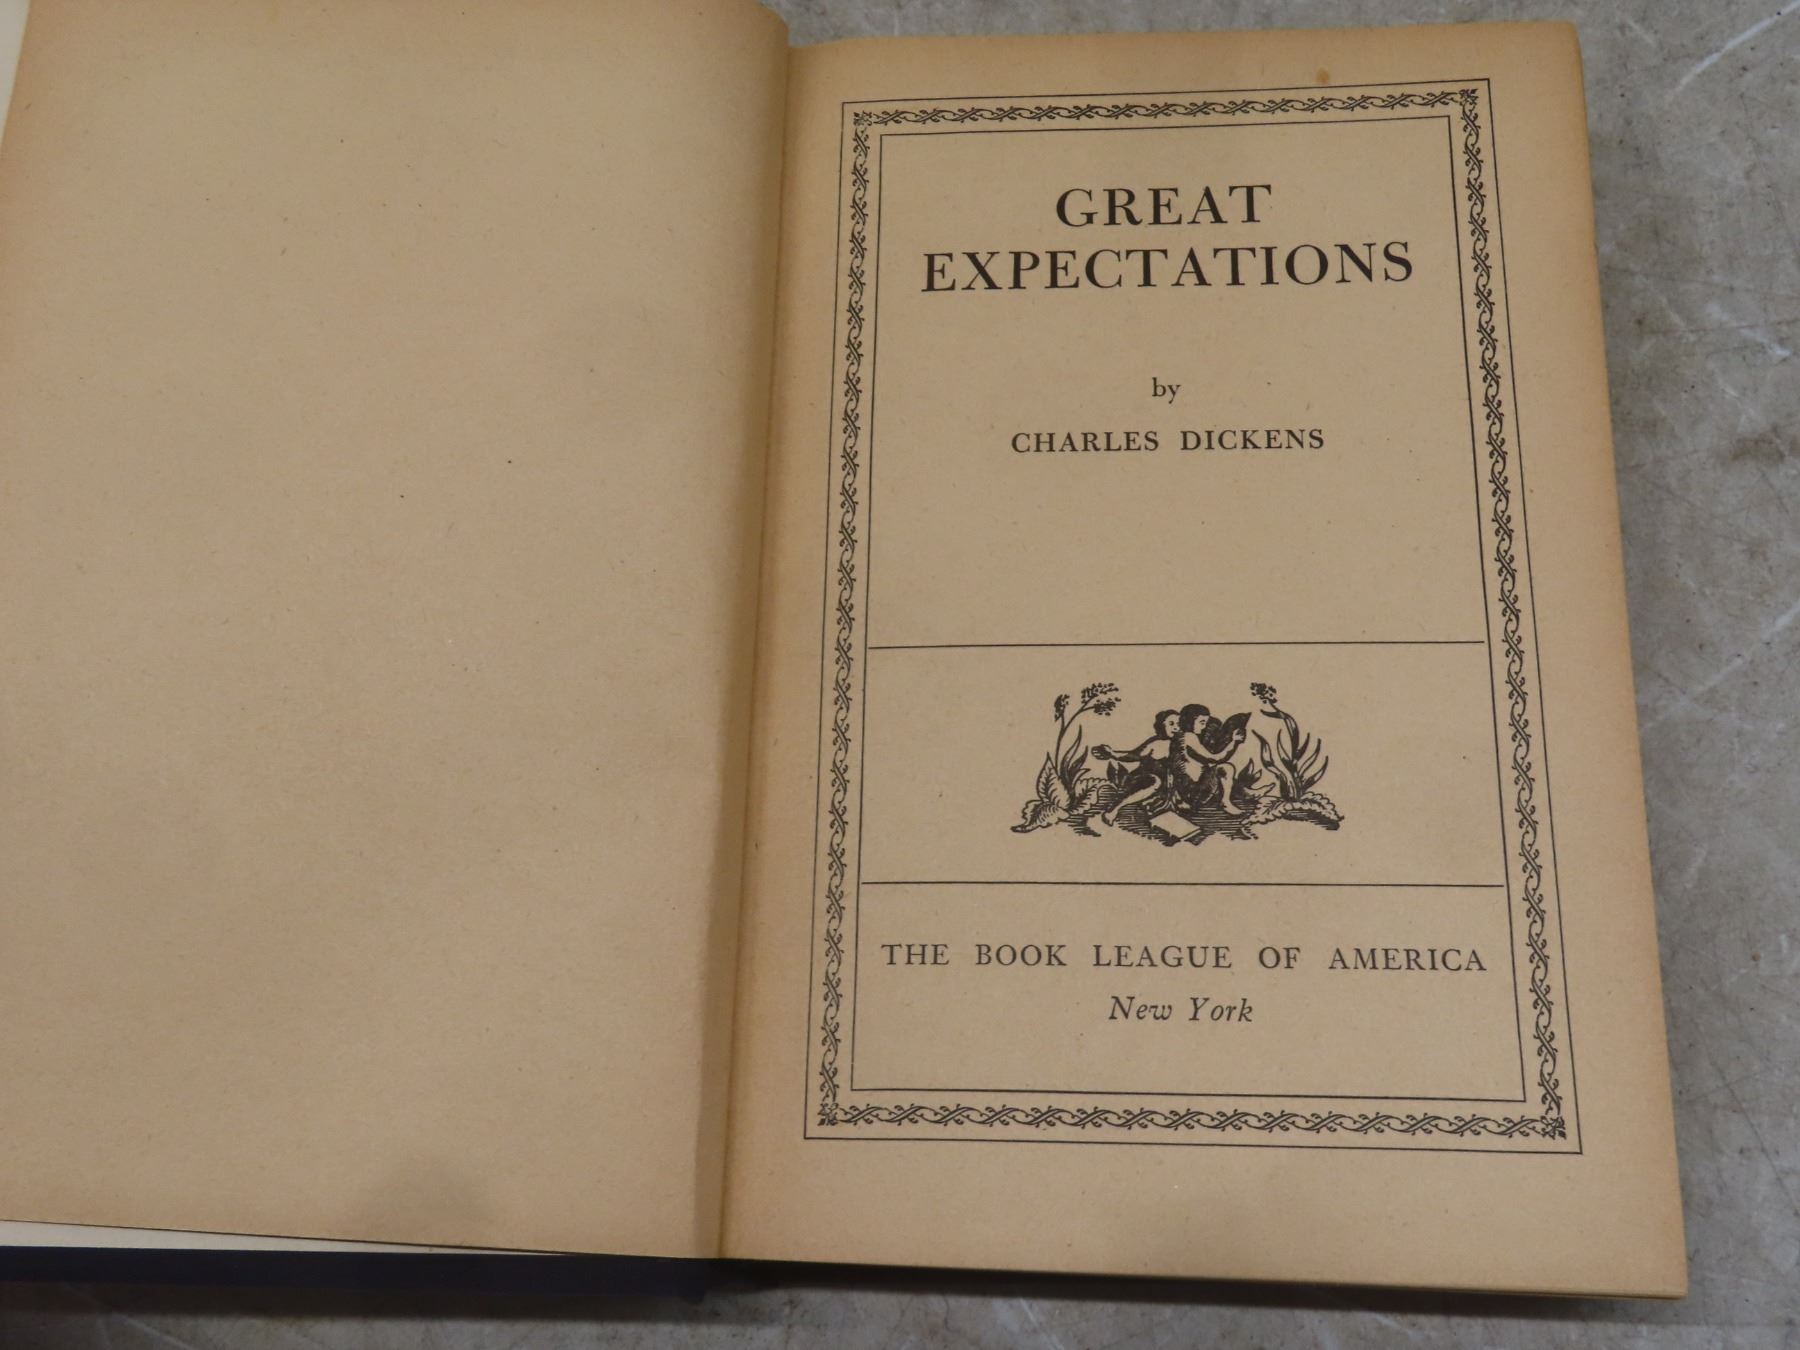 GREAT
EXPECTATIONS
by
CHARLES DICKENS
THE BOOK LEAGUE OF AMERICA
New York